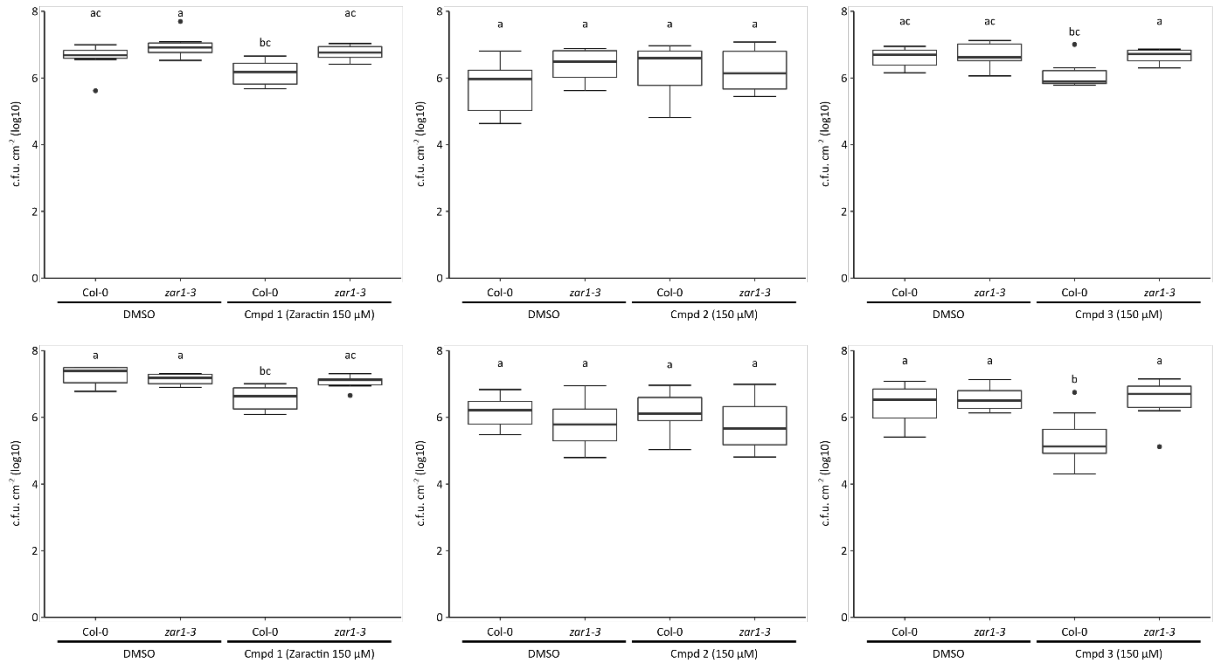 8
6
4
2
0
c.f.u. cm⁻² (log10)
ac
a
bc
ac
Col-0
zar1-3
Col-0
zar1-3
DMSO
Cmpd 1 (Zaractin 150 µM)
8
6
4
2
0
c.f.u. cm⁻² (log10)
a
a
a
a
Col-0
zar1-3
Col-0
zar1-3
DMSO
Cmpd 2 (150 µM)
8
6
4
2
0
c.f.u. cm⁻² (log10)
ac
ac
bc
a
Col-0
zar1-3
Col-0
zar1-3
DMSO
Cmpd 3 (150 µM)
8
6
4
2
0
c.f.u. cm⁻² (log10)
a
a
bc
ac
Col-0
zar1-3
Col-0
zar1-3
DMSO
Cmpd 1 (Zaractin 150 µM)
8
6
4
2
0
c.f.u. cm⁻² (log10)
a
a
a
a
Col-0
zar1-3
Col-0
zar1-3
DMSO
Cmpd 2 (150 µM)
8
6
4
2
0
c.f.u. cm⁻² (log10)
a
a
b
a
Col-0
zar1-3
Col-0
zar1-3
DMSO
Cmpd 3 (150 µM)